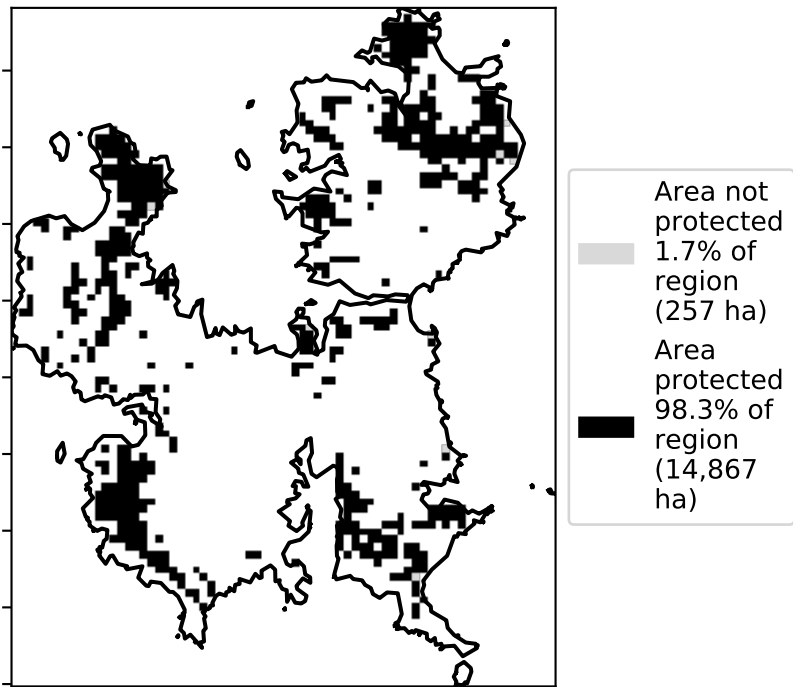 Area not
protected
1.7% of
region
(257 ha)
Area
protected
98.3% of
region
(14,867
ha)